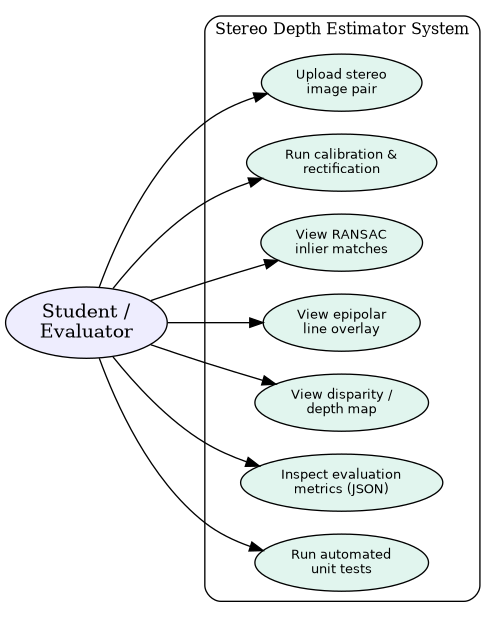 Stereo Depth Estimator System
Upload stereo
image pair
Run calibration &
rectification
View RANSAC
inlier matches
Student /
Evaluator
View epipolar
line overlay
View disparity /
depth map
Inspect evaluation
metrics (JSON)
Run automated
unit tests